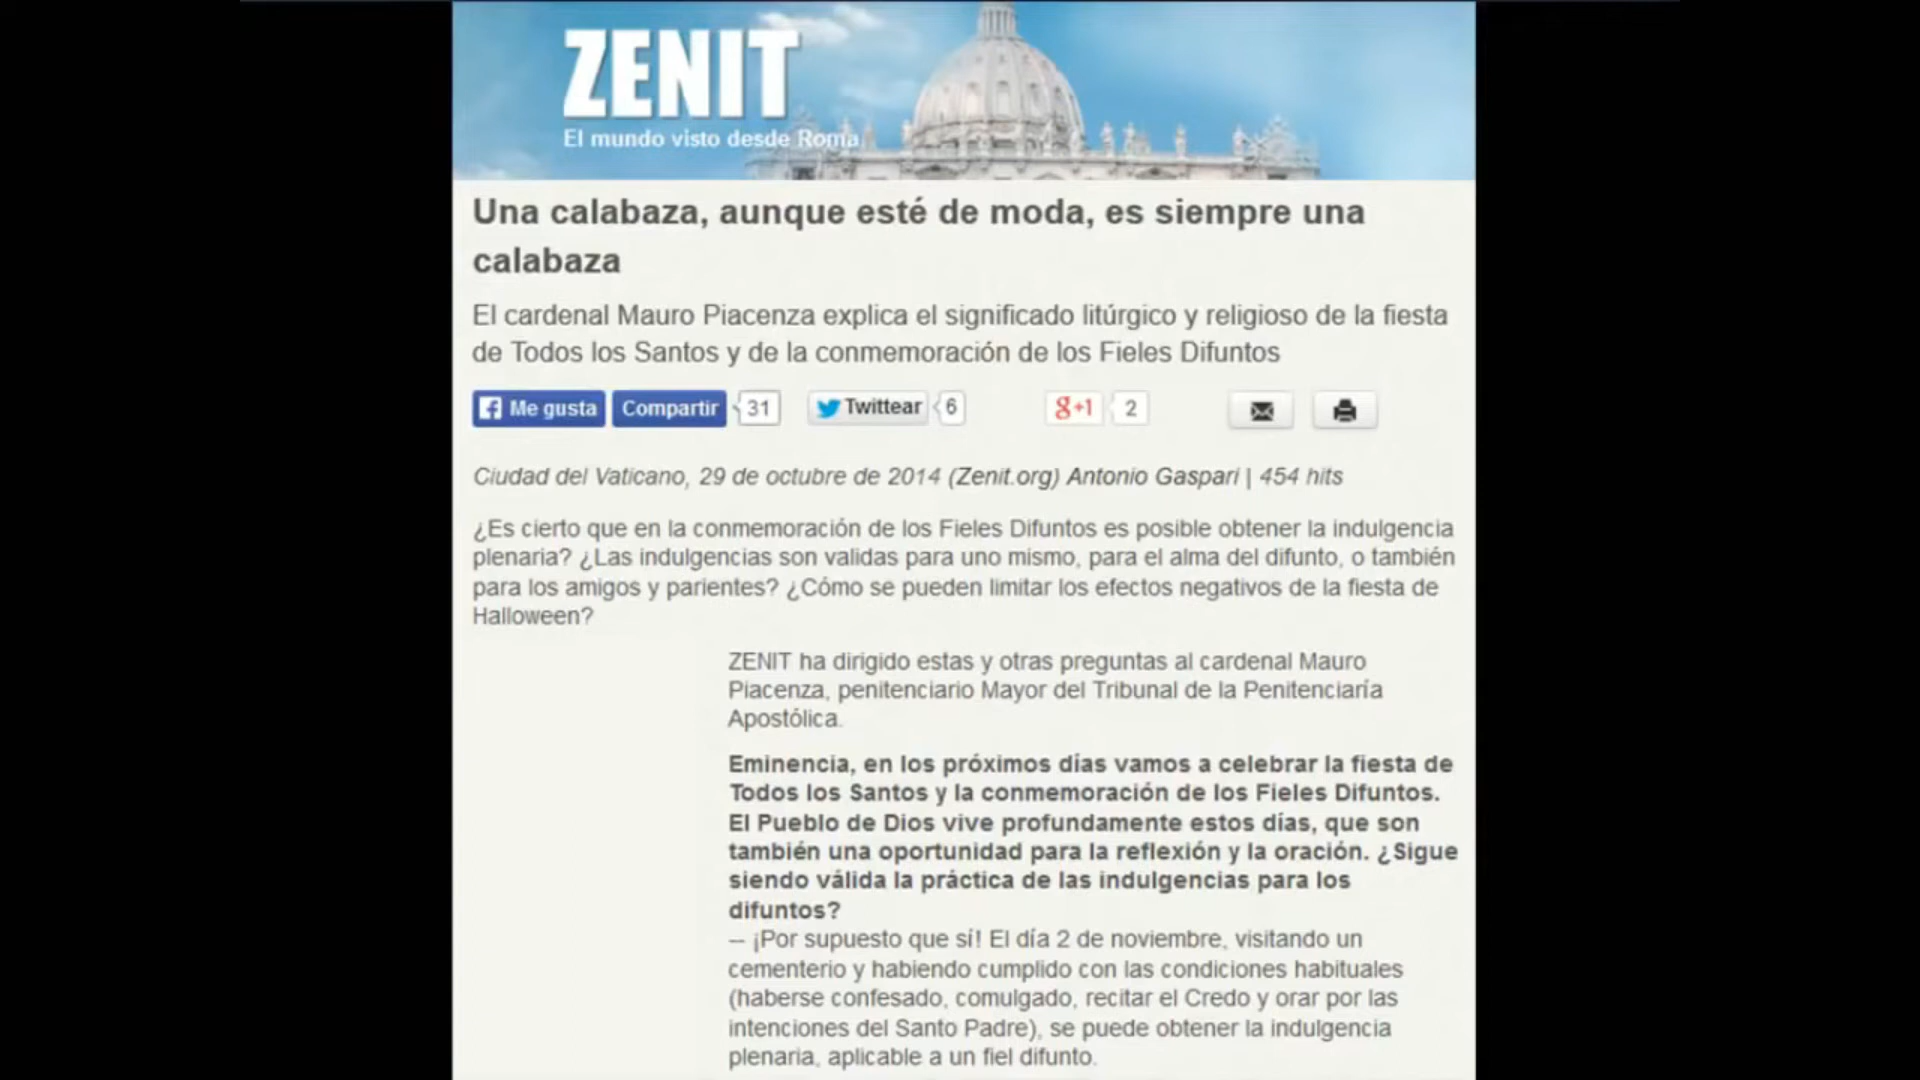 ZENIT
El mundo visto desde Roma
Una calabaza, aunque esté de moda, es siempre una
calabaza
El cardenal Mauro Piacenza explica el significado litúrgico y religioso de la fiesta
de Todos los Santos y de la conmemoración de los Fieles Difuntos
Me gusta Compartir 31 Twittear 6 g+1 2
Ciudad del Vaticano, 29 de octubre de 2014 (Zenit.org) Antonio Gaspari | 454 hits
¿Es cierto que en la conmemoración de los Fieles Difuntos es posible obtener la indulgencia
plenaria? ¿Las indulgencias son validas para uno mismo, para el alma del difunto, o también
para los amigos y parientes? ¿Cómo se pueden limitar los efectos negativos de la fiesta de
Halloween?
ZENIT ha dirigido estas y otras preguntas al cardenal Mauro
Piacenza, penitenciario Mayor del Tribunal de la Penitenciaría
Apostólica.
Eminencia, en los próximos días vamos a celebrar la fiesta de
Todos los Santos y la conmemoración de los Fieles Difuntos.
El Pueblo de Dios vive profundamente estos días, que son
también una oportunidad para la reflexión y la oración. ¿Sigue
siendo válida la práctica de las indulgencias para los
difuntos?
-- ¡Por supuesto que sí! El día 2 de noviembre, visitando un
cementerio y habiendo cumplido con las condiciones habituales
(haberse confesado, comulgado, recitar el Credo y orar por las
intenciones del Santo Padre), se puede obtener la indulgencia
plenaria, aplicable a un fiel difunto.